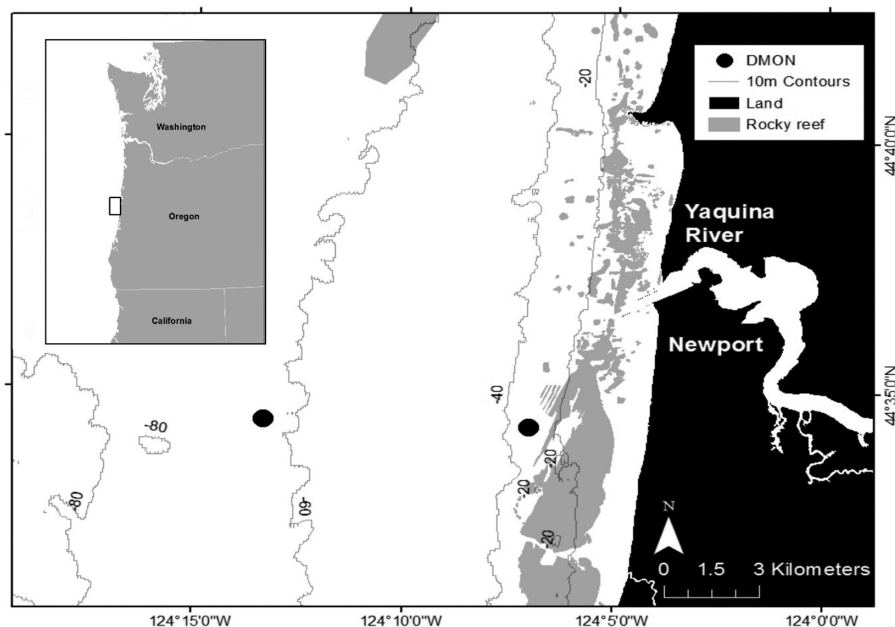 Washington
Oregon
California
DMON
10m Contours
Land
Rocky reef
-20
44°40'0"N
Yaquina
River
Newport
44°35'0"N
-40
-80
-80
-60
-20
-20
-20
N
0 1.5 3 Kilometers
124°15'0"W
124°10'0"W
124°5'0"W
124°0'0"W